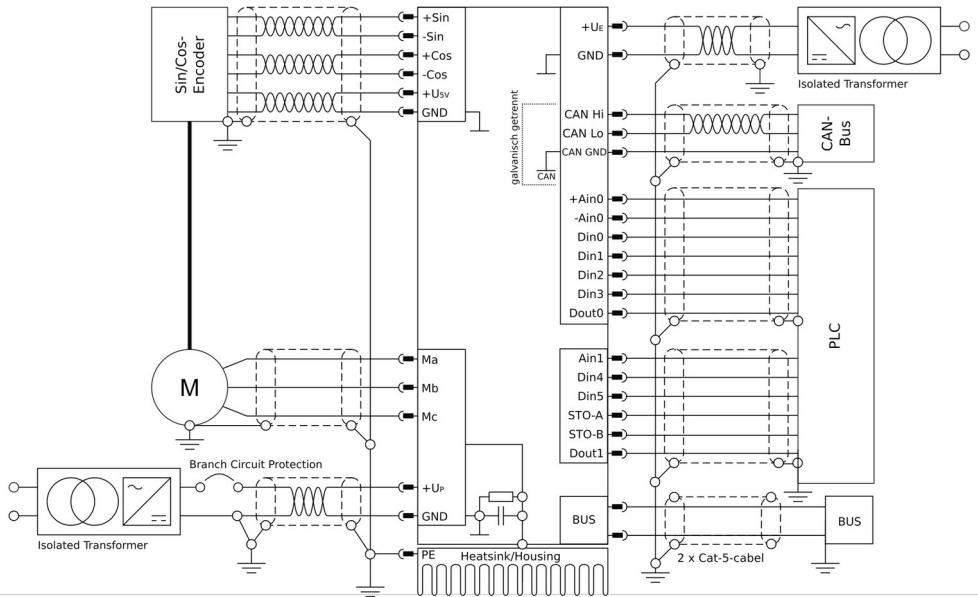 Sin/Cos-
Encoder
+Sin
-Sin
+Cos
-Cos
+U5V
GND
+UE
GND
Isolated Transformer
galvanisch getrennt
CAN Hi
CAN Lo
CAN GND
CAN
CAN-
Bus
+Ain0
-Ain0
Din0
Din1
Din2
Din3
Dout0
PLC
M
Ma
Mb
Mc
Ain1
Din4
Din5
STO-A
STO-B
Dout1
Branch Circuit Protection
+UP
GND
Isolated Transformer
BUS
BUS
PE
Heatsink/Housing
2 x Cat-5-cabel